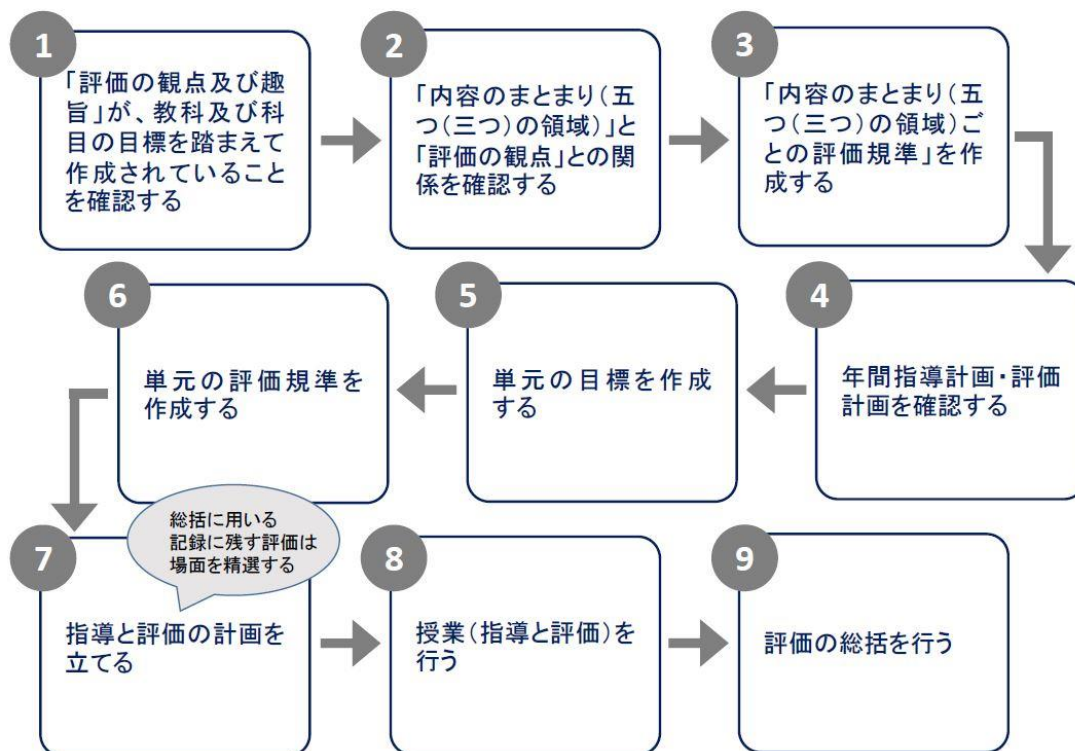 1
「評価の観点及び趣
旨」が、教科及び科
目の目標を踏まえて
作成されていること
を確認する
2
「内容のまとまり（五
つ（三つ）の領域）」と
「評価の観点」との関
係を確認する
3
「内容のまとまり（五
つ（三つ）の領域）ご
との評価規準」を作
成する
4
年間指導計画・評価
計画を確認する
5
単元の目標を作成
する
6
単元の評価規準を
作成する
7
総括に用いる
記録に残す評価は
場面を精選する
指導と評価の計画を
立てる
8
授業（指導と評価）を
行う
9
評価の総括を行う